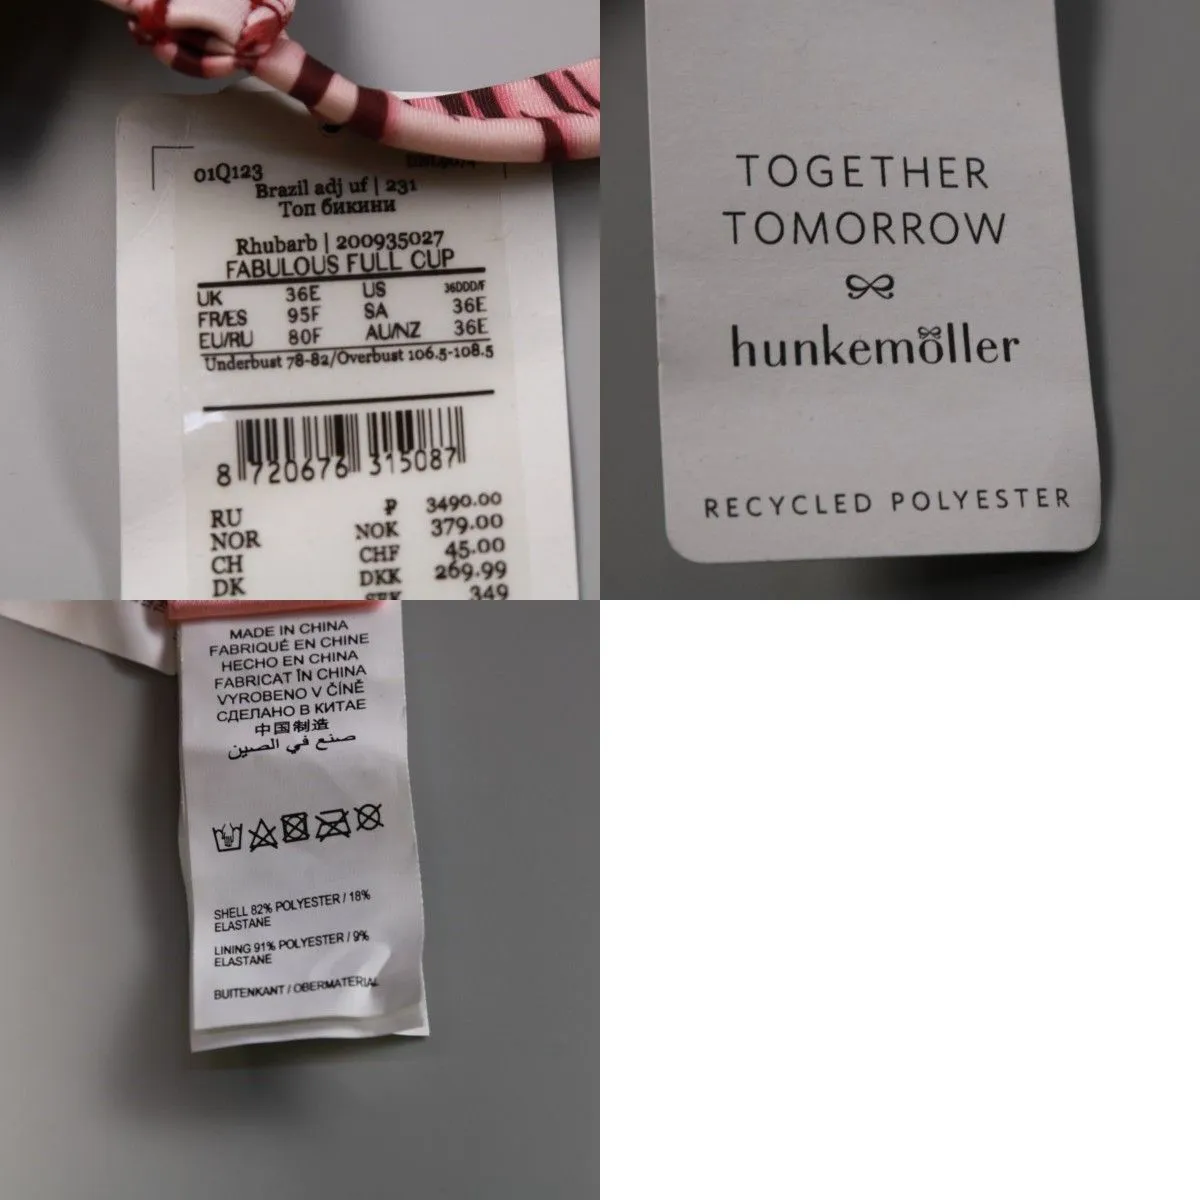 01Q123
Brazil adj uf | 231
Топ бикини
Rhubarb | 200935027
FABULOUS FULL CUP
UK 36E US 36DDD/F
FR/ES 95F SA 36E
EU/RU 80F AU/NZ 36E
Underbust 78-82/Overbust 106.5-108.5
8 720676 315087
RU ₽ 3490.00
NOR NOK 379.00
CH CHF 45.00
DK DKK 269.99
SEK 349
TOGETHER
TOMORROW
hunkemöller
RECYCLED POLYESTER
MADE IN CHINA
FABRIQUÉ EN CHINE
HECHO EN CHINA
FABRICAT ÎN CHINA
VYROBENO V ČÍNĚ
СДЕЛАНО В КИТАЕ
中国制造
صنع في الصين
SHELL 82% POLYESTER / 18%
ELASTANE
LINING 91% POLYESTER / 9%
ELASTANE
BUITENKANT / OBERMATERIAL